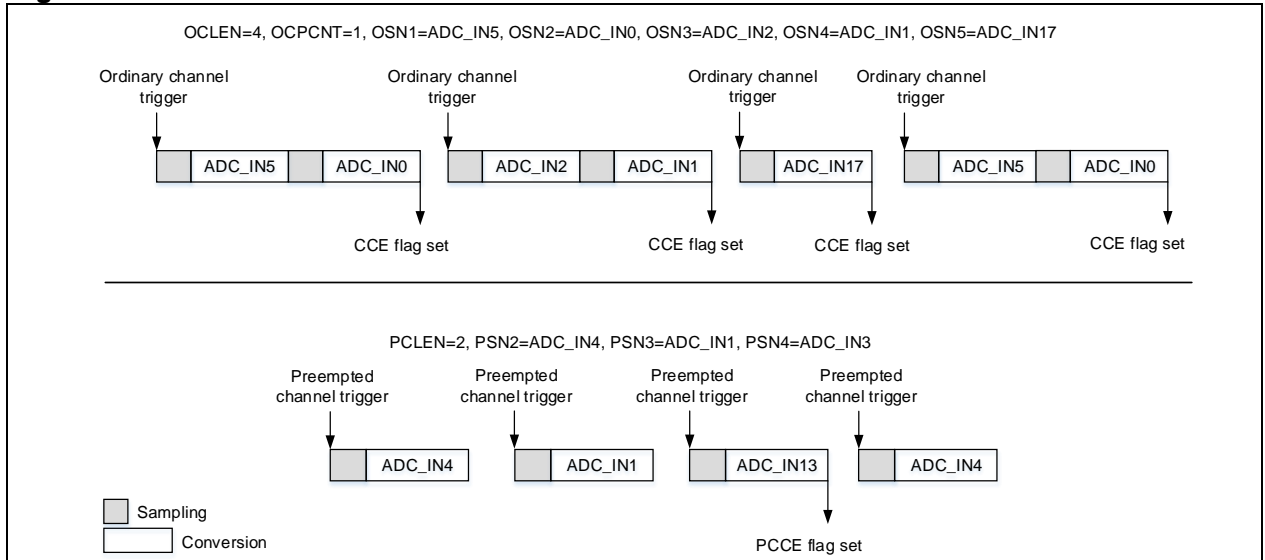 OCLEN=4, OCPCNT=1, OSN1=ADC_IN5, OSN2=ADC_IN0, OSN3=ADC_IN2, OSN4=ADC_IN1, OSN5=ADC_IN17
Ordinary channel trigger
Ordinary channel trigger
Ordinary channel trigger
Ordinary channel trigger
ADC_IN5
ADC_IN0
ADC_IN2
ADC_IN1
ADC_IN17
ADC_IN5
ADC_IN0
CCE flag set
CCE flag set
CCE flag set
CCE flag set
PCLEN=2, PSN2=ADC_IN4, PSN3=ADC_IN1, PSN4=ADC_IN3
Preempted channel trigger
Preempted channel trigger
Preempted channel trigger
Preempted channel trigger
ADC_IN4
ADC_IN1
ADC_IN13
ADC_IN4
Sampling
Conversion
PCCE flag set